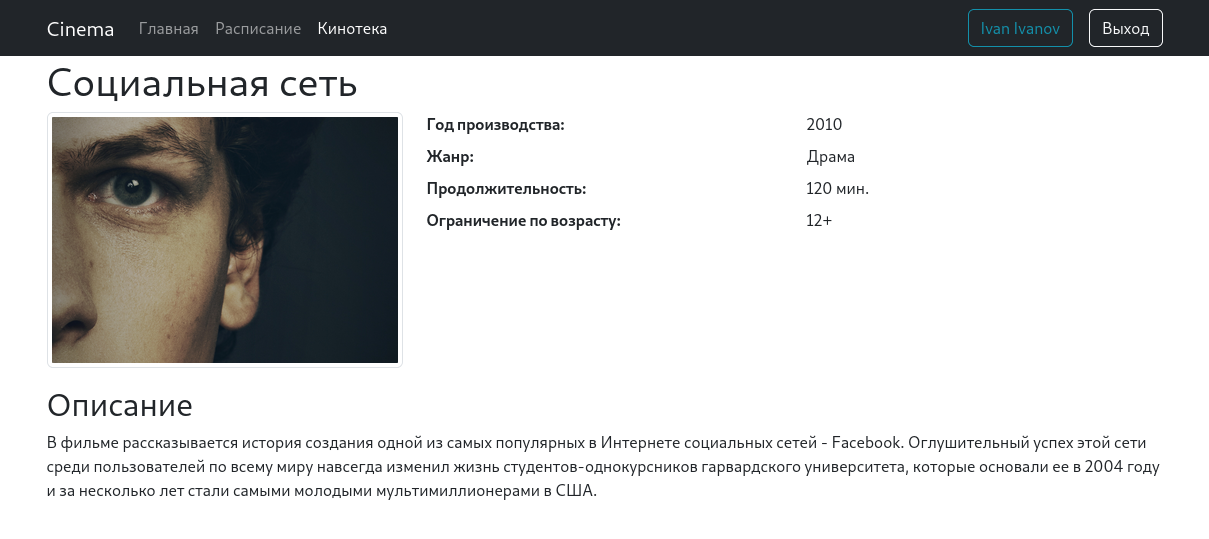 Cinema Главная Расписание Кинотека Ivan Ivanov Выход
Социальная сеть
Год производства: 2010
Жанр: Драма
Продолжительность: 120 мин.
Ограничение по возрасту: 12+
Описание
В фильме рассказывается история создания одной из самых популярных в Интернете социальных сетей - Facebook. Оглушительный успех этой сети
среди пользователей по всему миру навсегда изменил жизнь студентов-однокурсников гарвардского университета, которые основали ее в 2004 году
и за несколько лет стали самыми молодыми мультимиллионерами в США.